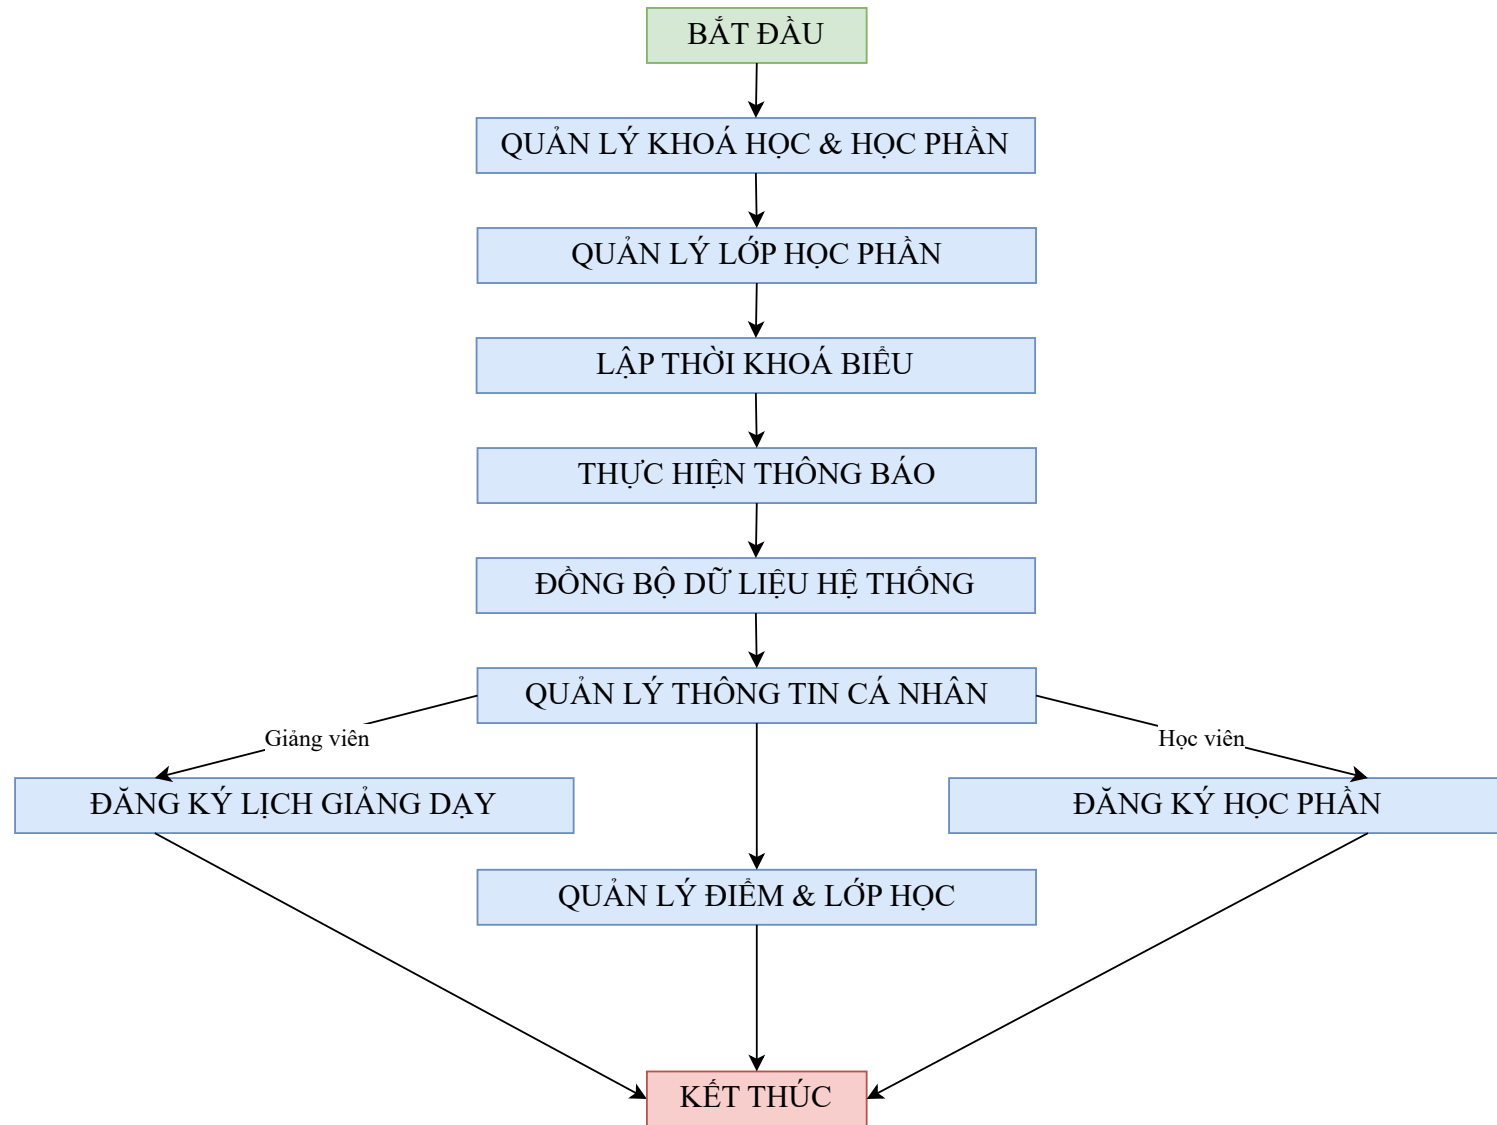 BẮT ĐẦU
QUẢN LÝ KHOÁ HỌC & HỌC PHẦN
QUẢN LÝ LỚP HỌC PHẦN
LẬP THỜI KHOÁ BIỂU
THỰC HIỆN THÔNG BÁO
ĐỒNG BỘ DỮ LIỆU HỆ THỐNG
QUẢN LÝ THÔNG TIN CÁ NHÂN
Giảng viên
Học viên
ĐĂNG KÝ LỊCH GIẢNG DẠY
ĐĂNG KÝ HỌC PHẦN
QUẢN LÝ ĐIỂM & LỚP HỌC
KẾT THÚC